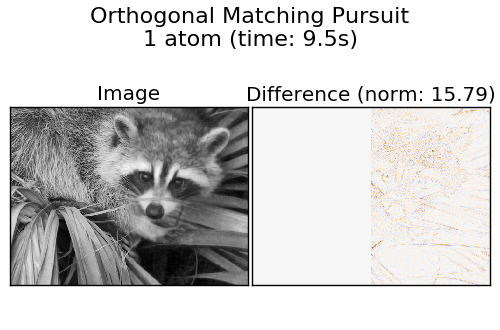 Orthogonal Matching Pursuit
1 atom (time: 9.5s)
Image
Difference (norm: 15.79)